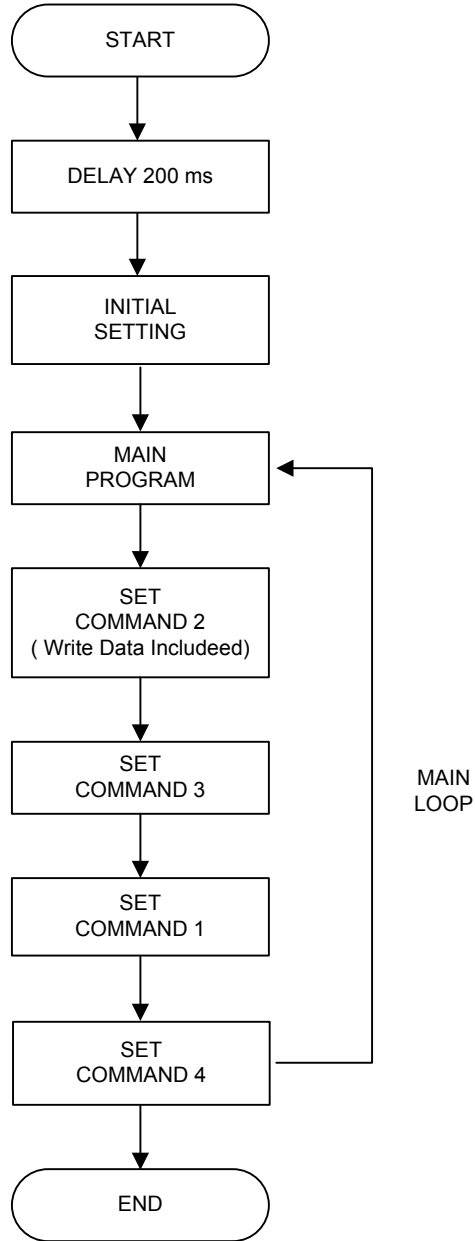 START
DELAY 200 ms
INITIAL
SETTING
MAIN
PROGRAM
SET
COMMAND 2
( Write Data Includeed)
SET
COMMAND 3
MAIN
LOOP
SET
COMMAND 1
SET
COMMAND 4
END